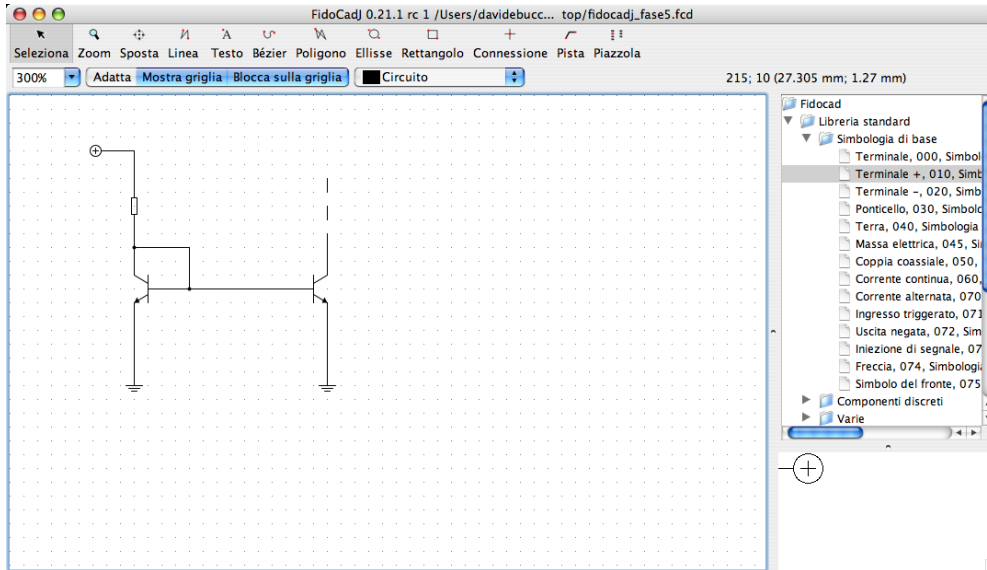 FidoCadJ 0.21.1 rc 1 /Users/davidebucc... top/fidocadj_fase5.fcd
Seleziona Zoom Sposta Linea Testo Bézier Poligono Ellisse Rettangolo Connessione Pista Piazzola
300% Adatta Mostra griglia Blocca sulla griglia Circuito 215; 10 (27.305 mm; 1.27 mm)
Fidocad
Libreria standard
Simbologia di base
Terminale, 000, Simbol
Terminale +, 010, Simb
Terminale -, 020, Simb
Ponticello, 030, Simbolo
Terra, 040, Simbologia
Massa elettrica, 045, Si
Coppia coassiale, 050,
Corrente continua, 060,
Corrente alternata, 070
Ingresso triggerato, 071
Uscita negata, 072, Sim
Iniezione di segnale, 07
Freccia, 074, Simbologia
Simbolo del fronte, 075
Componenti discreti
Varie